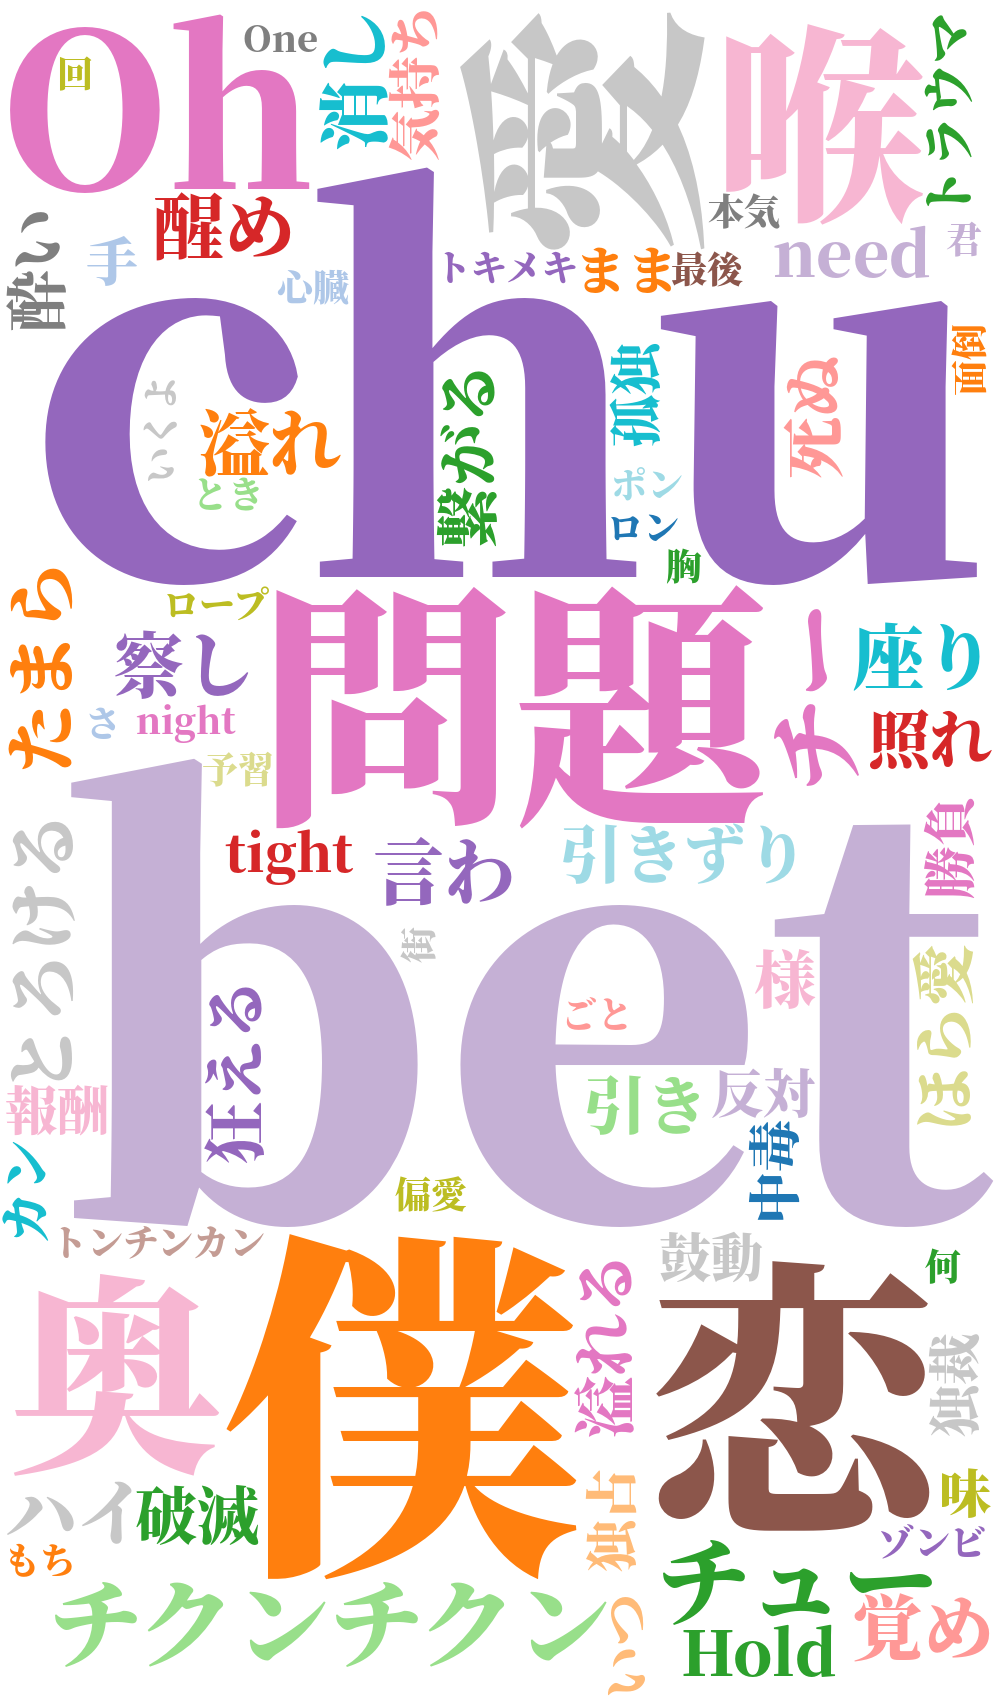 Oh
One
回
消し
気持ち
愛
喉
トラウマ
醒め
本気
need
君
酔い
手
心臓
トキメキ
まま
最後
chu
面倒
いくよ
溢れ
とき
繋がる
孤独
死ぬ
ポン
ロン
胸
たまら
ロープ
問題
チー
座り
察し
さ
night
照れ
予習
bet
tight
言わ
引きずり
勝負
とろける
街
様
ほら愛
狂える
ごと
報酬
引き
反対
中毒
カン
偏愛
トンチンカン
鼓動
何
奥
僕
溢れる
恋
独裁
ハイ
破滅
独占
味
もち
ゾンビ
チクンチクン
チュー
覚め
Hold